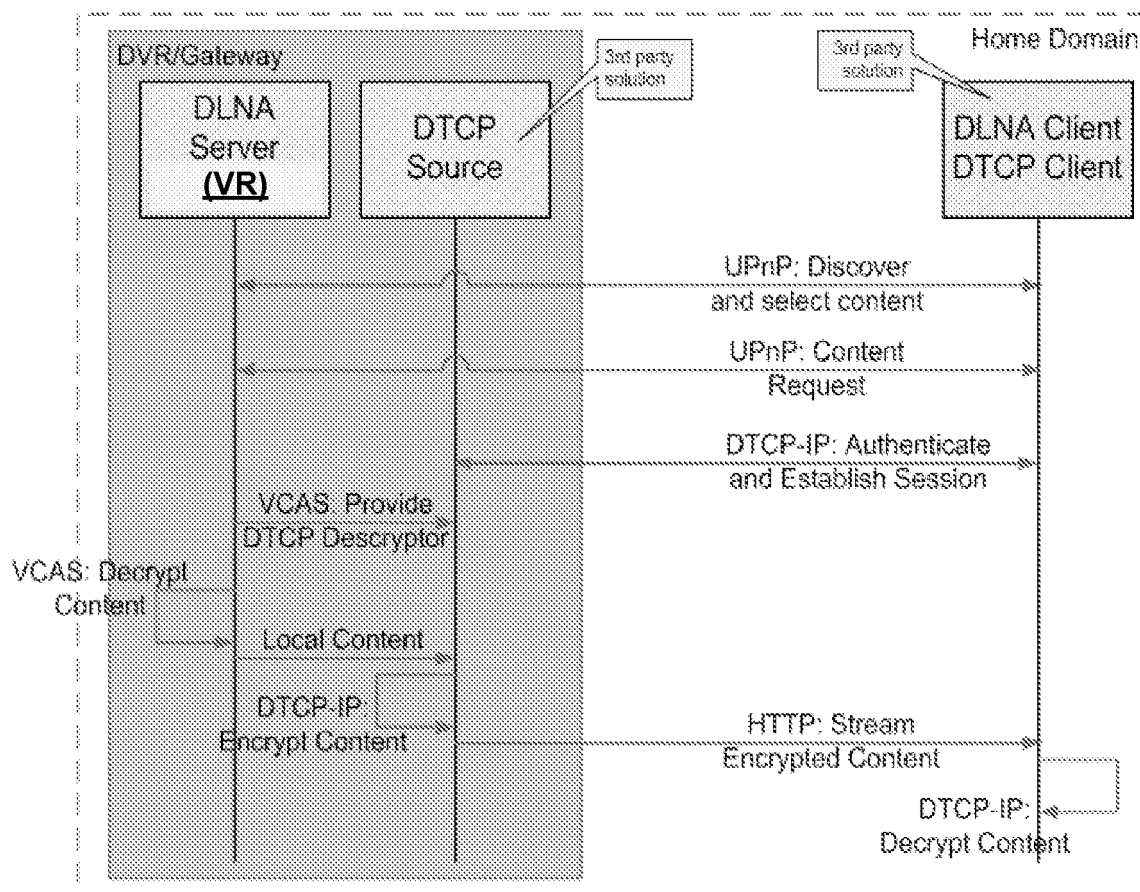 DVR/Gateway
3rd party
solution
3rd party
solution
Home Domain
DLNA
Server
(VR)
DTCP
Source
DLNA Client
DTCP Client
UPnP: Discover
and select content
UPnP: Content
Request
DTCP-IP: Authenticate
and Establish Session
VCAS: Provide
DTCP Descryptor
VCAS: Decrypt
Content
Local Content
DTCP-IP:
Encrypt Content
HTTP: Stream
Encrypted Content
DTCP-IP:
Decrypt Content